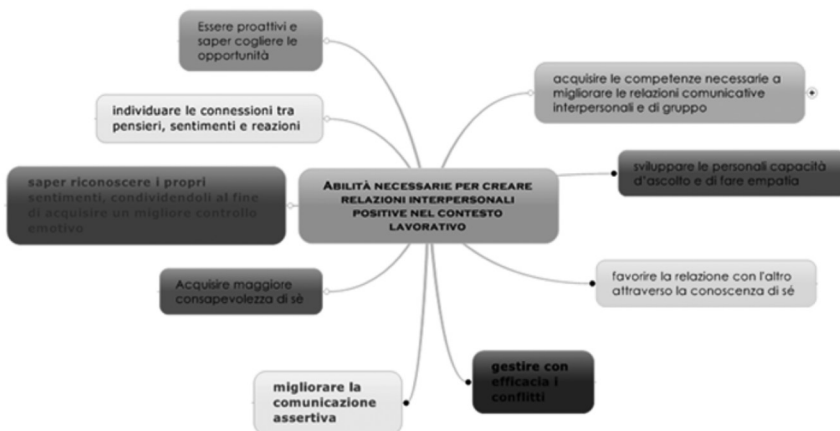 Essere proattivi e
saper cogliere le
opportunità
individuare le connessioni tra
pensieri, sentimenti e reazioni
saper riconoscere i propri
sentimenti, condividendoli al fine
di acquisire un migliore controllo
emotivo
Acquisire maggiore
consapevolezza di sè
migliorare la
comunicazione
assertiva
ABILITÀ NECESSARIE PER CREARE
RELAZIONI INTERPERSONALI
POSITIVE NEL CONTESTO
LAVORATIVO
acquisire le competenze necessarie a
migliorare le relazioni comunicative
interpersonali e di gruppo
sviluppare le personali capacità
d'ascolto e di fare empatia
favorire la relazione con l'altro
attraverso la conoscenza di sé
gestire con
efficacia i
conflitti